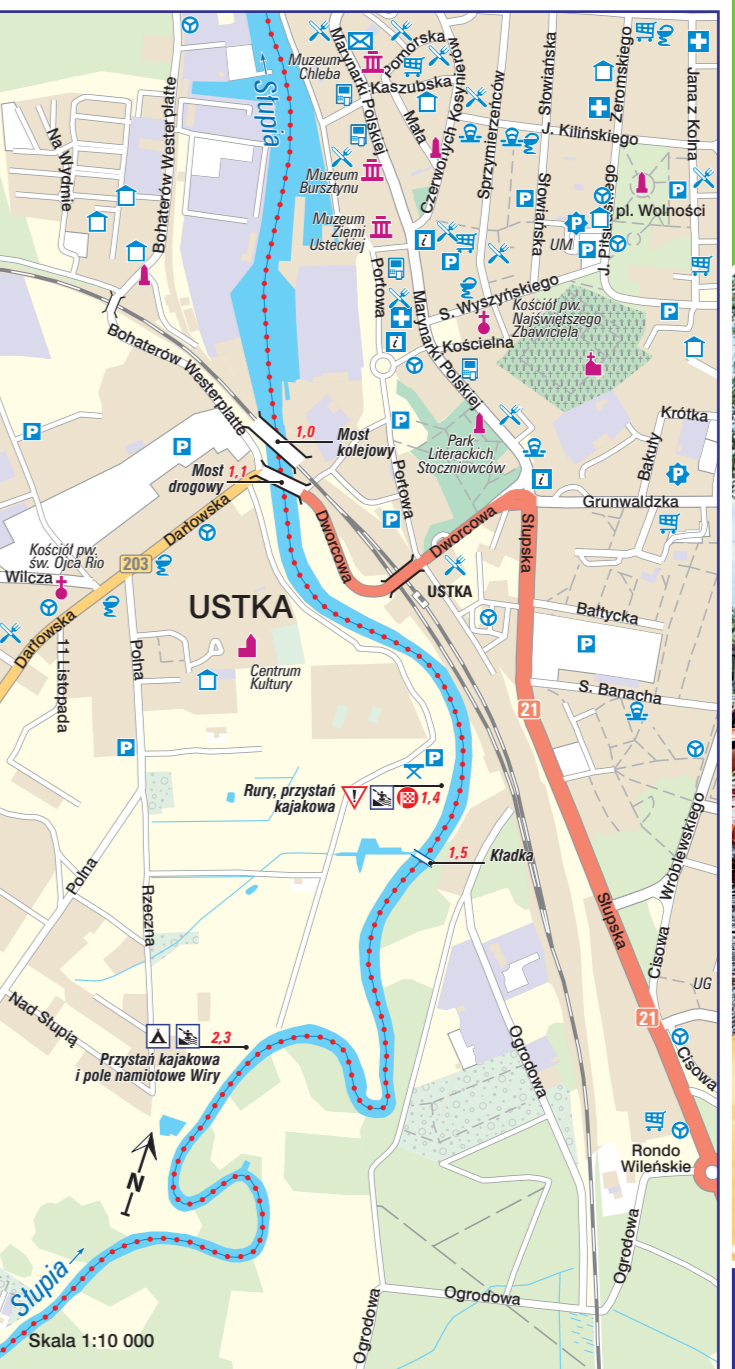 Słupia
Muzeum
Chleba
Marynarki Polskiej
Pomorska
Kaszubska
Mała
Czerwonych Kosynierów
Sprzymierzeńców
Słowiańska
J. Kilińskiego
Żeromskiego
Jana z Kolna
Na Wydmie
Bohaterów Westerplatte
Muzeum
Bursztynu
Muzeum
Ziemi
Usteckiej
i
Portowa
Słowiańska
UM
P
P
P
J. Piłsudskiego
pl. Wolności
P
S. Wyszyńskiego
Kościół pw.
Najświętszego
Zbawiciela
P
Kościelna
i
Marynarki Polskiej
Bohaterów Westerplatte
P
P
1,0
Most
kolejowy
Most
drogowy
1,1
P
Portowa
Park
Literackich
Stoczniowców
i
Krótka
Bakuty
P
Grunwaldzka
P
Darłowska
203
Dworcowa
Dworcowa
Słupska
Kościół pw.
św. Ojca Rio
Wilcza
USTKA
USTKA
Bałtycka
P
Darłowska
11 Listopada
Polna
Centrum
Kultury
S. Banacha
21
P
P
Rury, przystań
kajakowa
!
1,4
1,5
Kładka
Polna
Rzeczna
Wróblewskiego
Słupska
Cisowa
UG
Nad Słupią
2,3
Przystań kajakowa
i pole namiotowe Wiry
21
Cisowa
Ogrodowa
N
Rondo
Wileńskie
Ogrodowa
Słupia
Ogrodowa
Ogrodowa
Skala 1:10 000